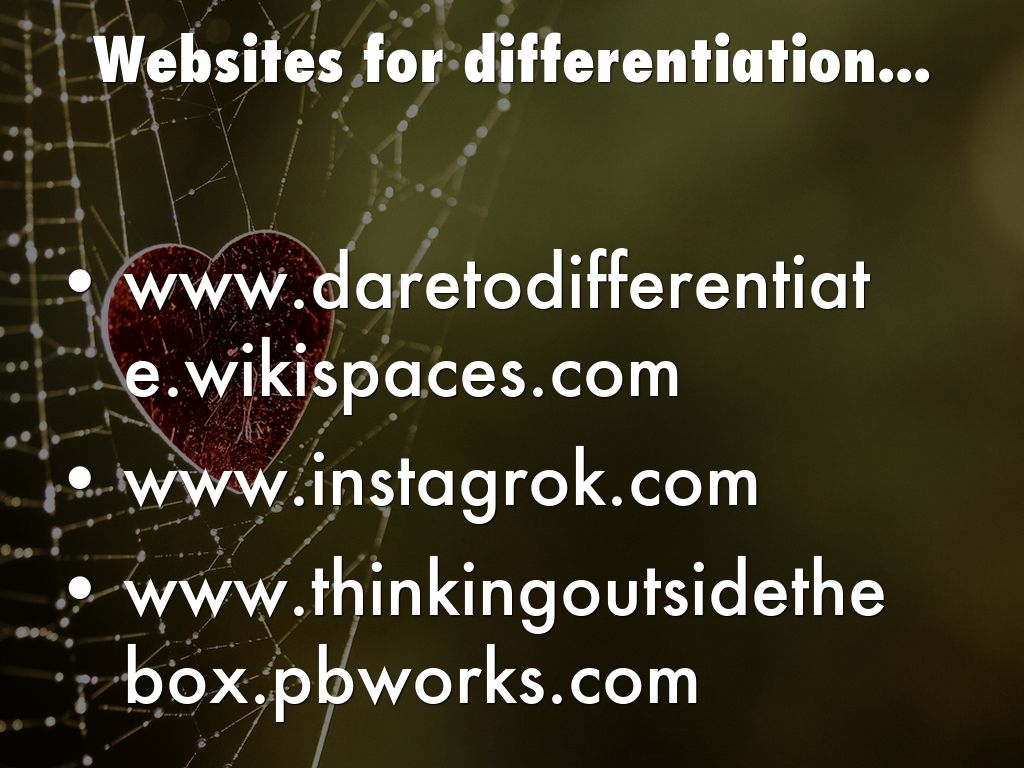 Websites for differentiation...
• www.daretodifferentiat
e.wikispaces.com
• www.instagrok.com
• www.thinkingoutsidethe
box.pbworks.com